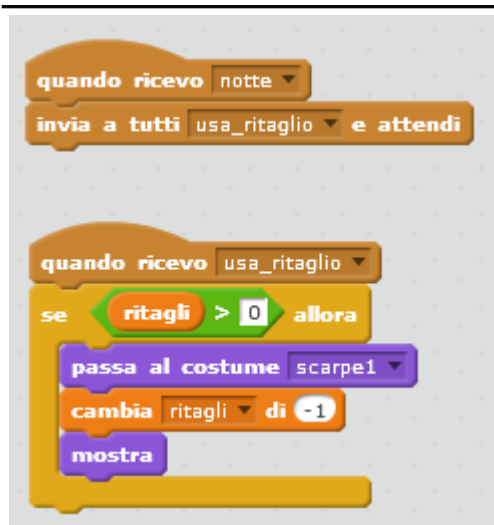 quando ricevo notte
invia a tutti usa_ritaglio e attendi
quando ricevo usa_ritaglio
se ritagli > 0 allora
passa al costume scarpe1
cambia ritagli di -1
mostra